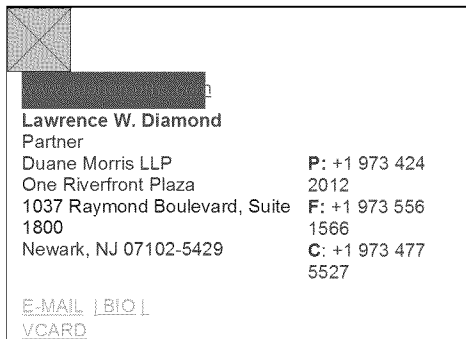 Lawrence W. Diamond
Partner
Duane Morris LLP
One Riverfront Plaza
1037 Raymond Boulevard, Suite
1800
Newark, NJ 07102-5429
P: +1 973 424
2012
F: +1 973 556
1566
C: +1 973 477
5527
E-MAIL | BIO |
VCARD